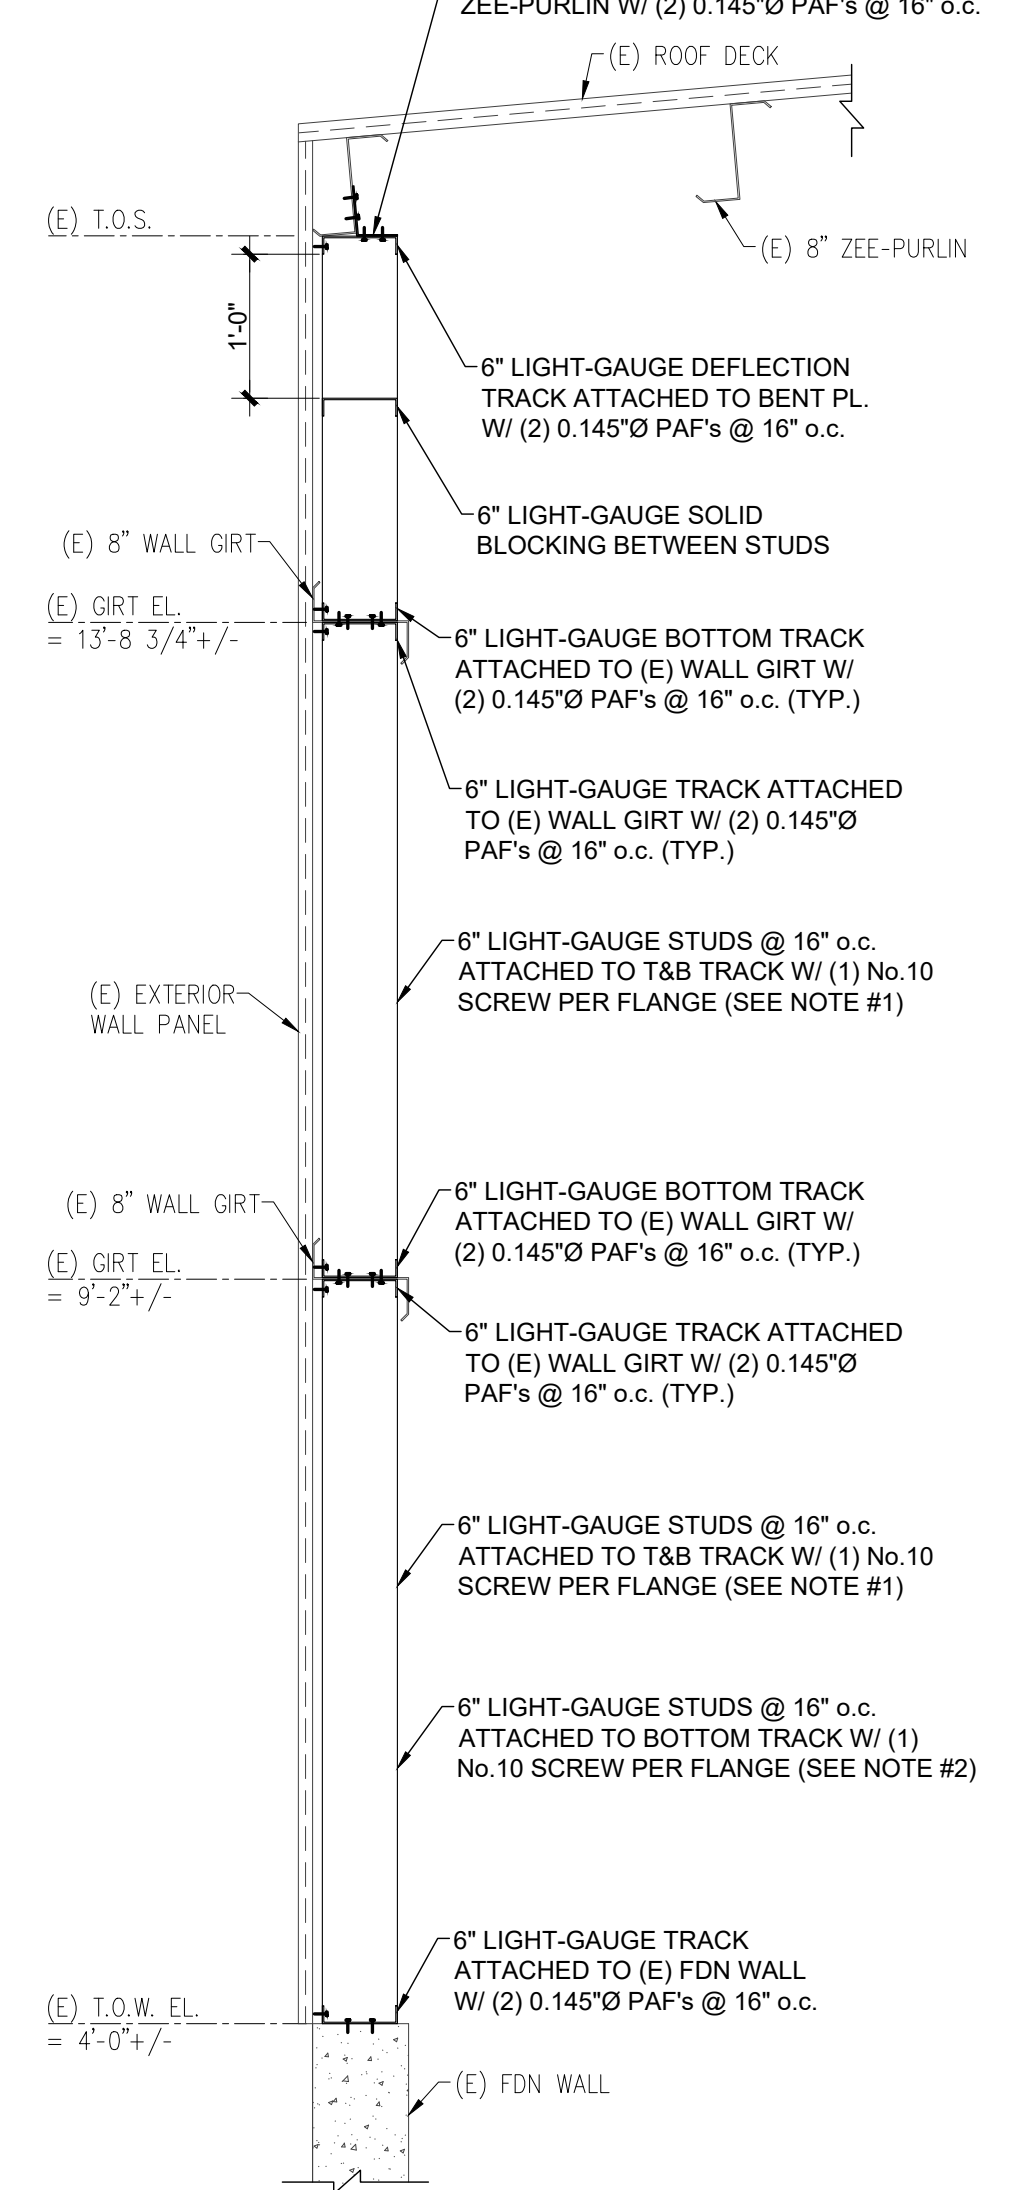 ZEE-PURLIN W/ (2) 0.145"Ø PAF's @ 16" o.c.
(E) ROOF DECK
(E) T.O.S.
(E) 8" ZEE-PURLIN
1'-0"
6" LIGHT-GAUGE DEFLECTION
TRACK ATTACHED TO BENT PL.
W/ (2) 0.145"Ø PAF's @ 16" o.c.
6" LIGHT-GAUGE SOLID
BLOCKING BETWEEN STUDS
(E) 8" WALL GIRT
(E) GIRT EL.
= 13'-8 3/4"+/-
6" LIGHT-GAUGE BOTTOM TRACK
ATTACHED TO (E) WALL GIRT W/
(2) 0.145"Ø PAF's @ 16" o.c. (TYP.)
6" LIGHT-GAUGE TRACK ATTACHED
TO (E) WALL GIRT W/ (2) 0.145"Ø
PAF's @ 16" o.c. (TYP.)
6" LIGHT-GAUGE STUDS @ 16" o.c.
ATTACHED TO T&B TRACK W/ (1) No.10
SCREW PER FLANGE (SEE NOTE #1)
(E) EXTERIOR
WALL PANEL
(E) 8" WALL GIRT
(E) GIRT EL.
= 9'-2"+/-
6" LIGHT-GAUGE BOTTOM TRACK
ATTACHED TO (E) WALL GIRT W/
(2) 0.145"Ø PAF's @ 16" o.c. (TYP.)
6" LIGHT-GAUGE TRACK ATTACHED
TO (E) WALL GIRT W/ (2) 0.145"Ø
PAF's @ 16" o.c. (TYP.)
6" LIGHT-GAUGE STUDS @ 16" o.c.
ATTACHED TO T&B TRACK W/ (1) No.10
SCREW PER FLANGE (SEE NOTE #1)
6" LIGHT-GAUGE STUDS @ 16" o.c.
ATTACHED TO BOTTOM TRACK W/ (1)
No.10 SCREW PER FLANGE (SEE NOTE #2)
6" LIGHT-GAUGE TRACK
ATTACHED TO (E) FDN WALL
W/ (2) 0.145"Ø PAF's @ 16" o.c.
(E) T.O.W. EL.
= 4'-0"+/-
(E) FDN WALL